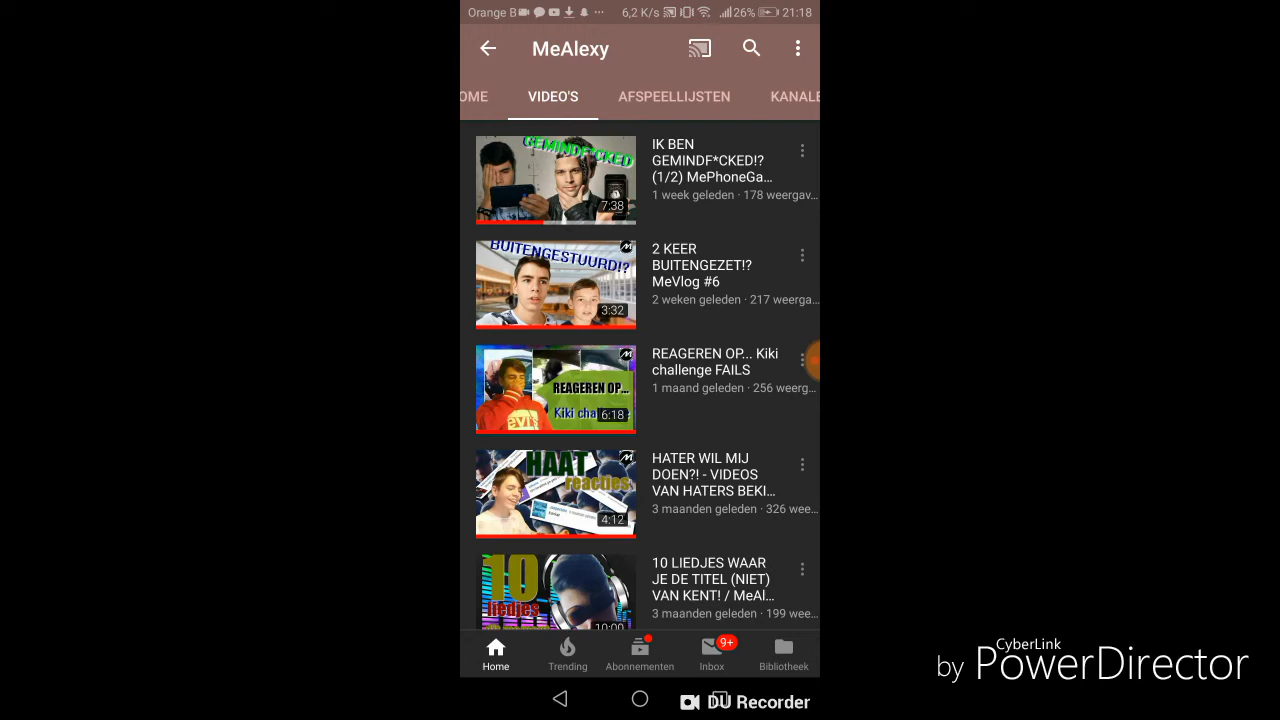 Orange B ... 6,2 K/s 26% 21:18
MeAlexy
OME VIDEO'S AFSPEELLIJSTEN KANALE
GEMINDF*CKED
7:38
IK BEN
GEMINDF*CKED!?
(1/2) MePhoneGa...
1 week geleden · 178 weergav...
BUITENGESTUURD!?
3:32
2 KEER
BUITENGEZET!?
MeVlog #6
2 weken geleden · 217 weerga...
REAGEREN OP...
Kiki cha
6:18
REAGEREN OP... Kiki
challenge FAILS
1 maand geleden · 256 weerg...
HAAT
reacties
4:12
HATER WIL MIJ
DOEN?! - VIDEOS
VAN HATERS BEKI...
3 maanden geleden · 326 wee...
10
liedjes
10:00
10 LIEDJES WAAR
JE DE TITEL (NIET)
VAN KENT! / MeAl...
3 maanden geleden · 199 wee...
Home Trending Abonnementen Inbox 9+ Bibliotheek
DU Recorder
by CyberLink PowerDirector